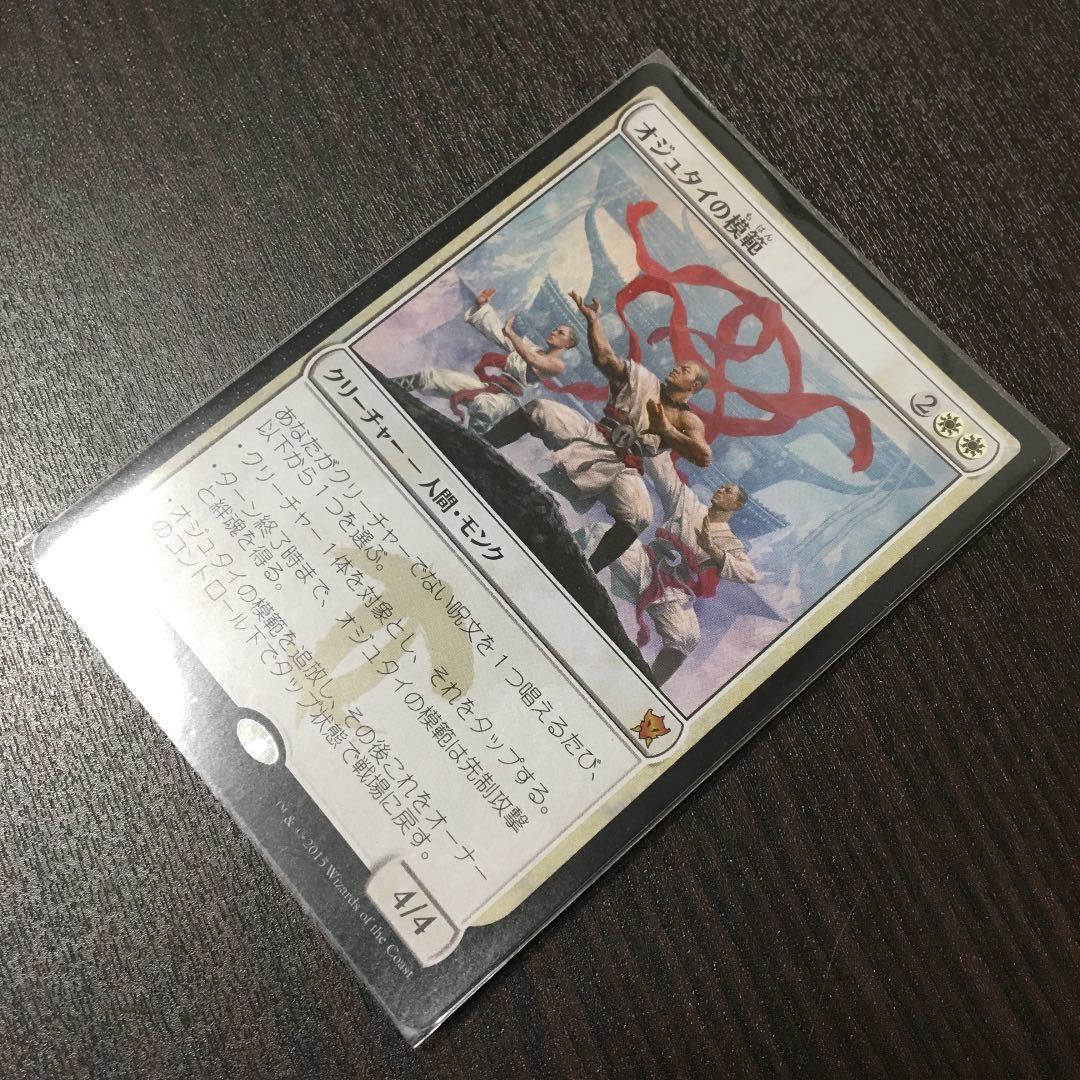 オジュタイの模範
もはん
2
クリーチャー ― 人間・モンク
あなたがクリーチャーでない呪文を1つ唱えるたび、
以下から1つを選ぶ。
・クリーチャー1体を対象とし、それをタップする。
・ターン終了時まで、オジュタイの模範は先制攻撃
と絆魂を得る。
・オジュタイの模範を追放し、その後これをオーナー
のコントロール下でタップ状態で戦場に戻す。
4/4
™ & © 2015 Wizards of the Coast